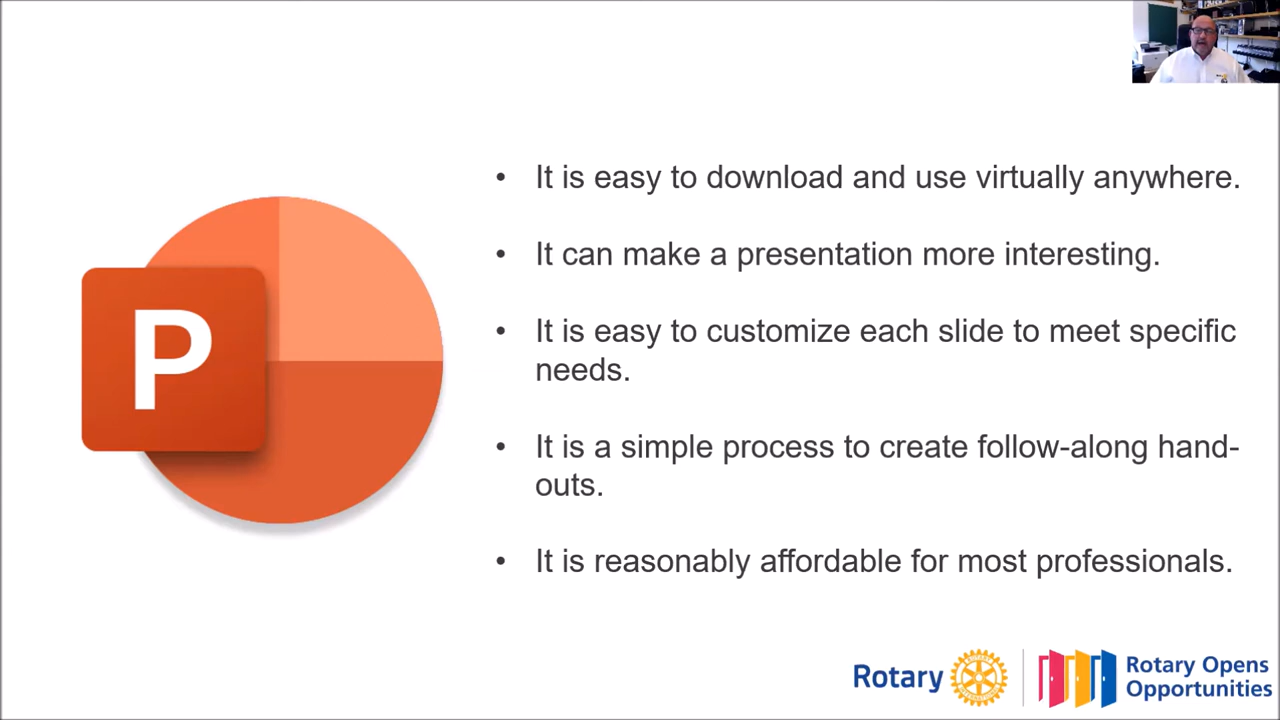 • It is easy to download and use virtually anywhere.
• It can make a presentation more interesting.
• It is easy to customize each slide to meet specific
needs.
• It is a simple process to create follow-along hand-
outs.
• It is reasonably affordable for most professionals.
P
Rotary
Rotary Opens
Opportunities